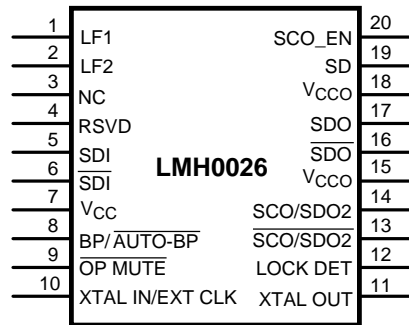 1 LF1
2 LF2
3 NC
4 RSVD
5 SDI
6 SDI
7 VCC
8 BP/AUTO-BP
9 OP MUTE
10 XTAL IN/EXT CLK
LMH0026
SCO_EN 20
SD 19
VCCO 18
SDO 17
SDO 16
VCCO 15
SCO/SDO2 14
SCO/SDO2 13
LOCK DET 12
XTAL OUT 11